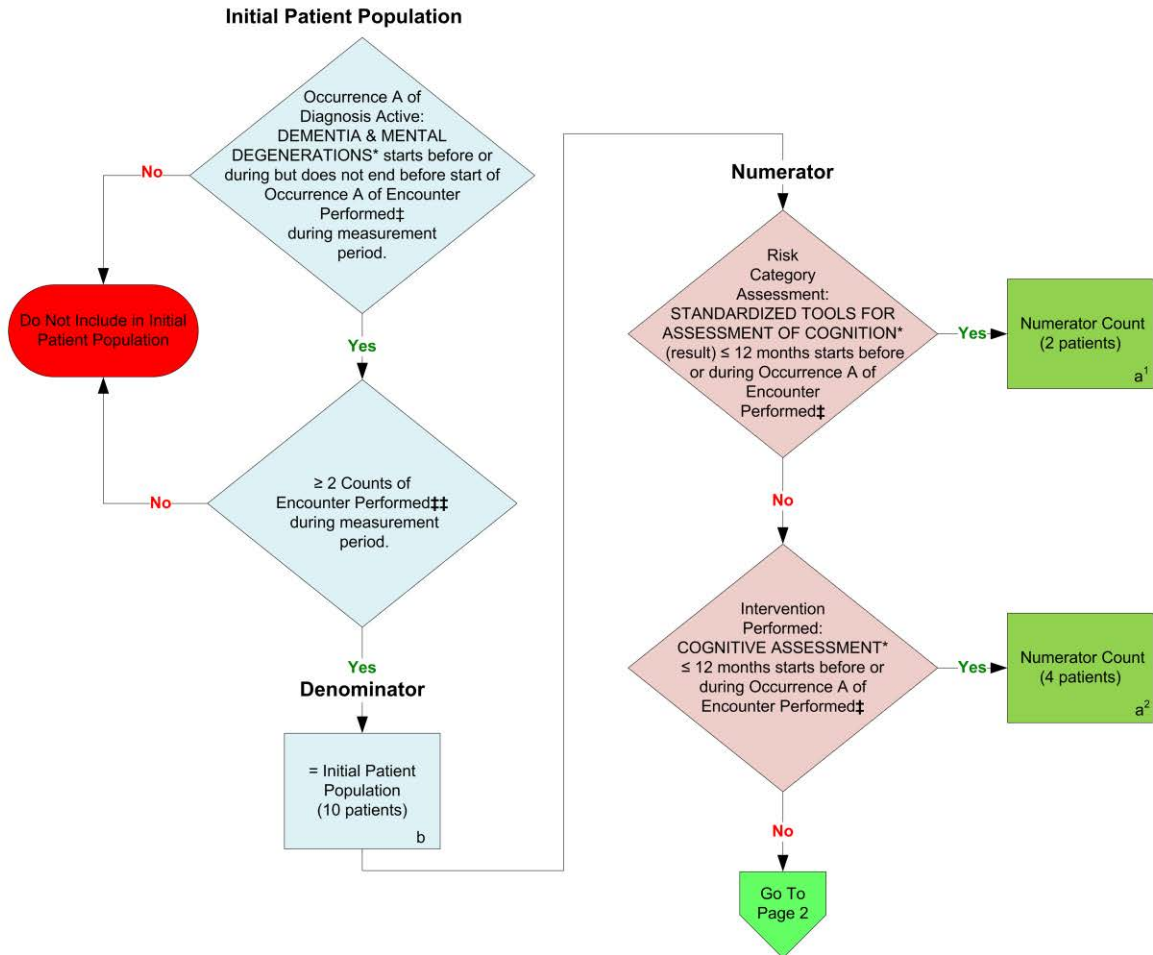 Initial Patient Population
Occurrence A of
Diagnosis Active:
DEMENTIA & MENTAL
DEGENERATIONS* starts before or
during but does not end before start of
Occurrence A of Encounter
Performed‡
during measurement
period.
No
Do Not Include in Initial
Patient Population
Yes
≥ 2 Counts of
Encounter Performed‡‡
during measurement
period.
No
Yes
Denominator
= Initial Patient
Population
(10 patients)
b
Numerator
Risk
Category
Assessment:
STANDARDIZED TOOLS FOR
ASSESSMENT OF COGNITION*
(result) ≤ 12 months starts before
or during Occurrence A of
Encounter
Performed‡
Yes
Numerator Count
(2 patients)
a¹
No
Intervention
Performed:
COGNITIVE ASSESSMENT*
≤ 12 months starts before or
during Occurrence A of
Encounter Performed‡
Yes
Numerator Count
(4 patients)
a²
No
Go To
Page 2